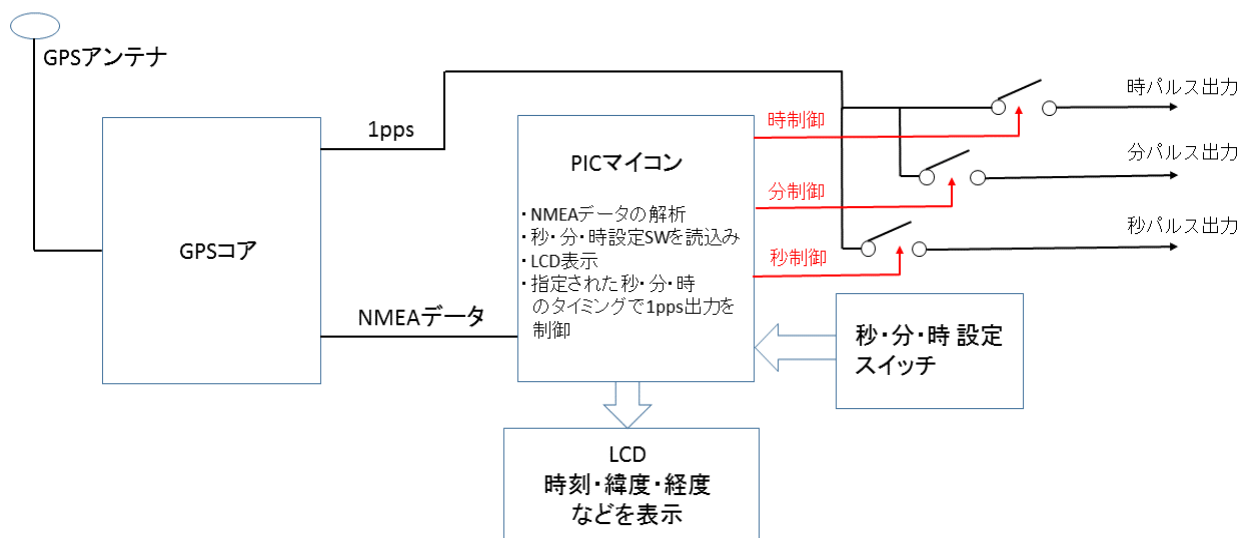 GPSアンテナ
1pps
GPSコア
NMEAデータ
PICマイコン
・NMEAデータの解析
・秒・分・時設定SWを読込み
・LCD表示
・指定された秒・分・時
のタイミングで1pps出力を
制御
時制御
分制御
秒制御
時パルス出力
分パルス出力
秒パルス出力
秒・分・時 設定
スイッチ
LCD
時刻・緯度・経度
などを表示